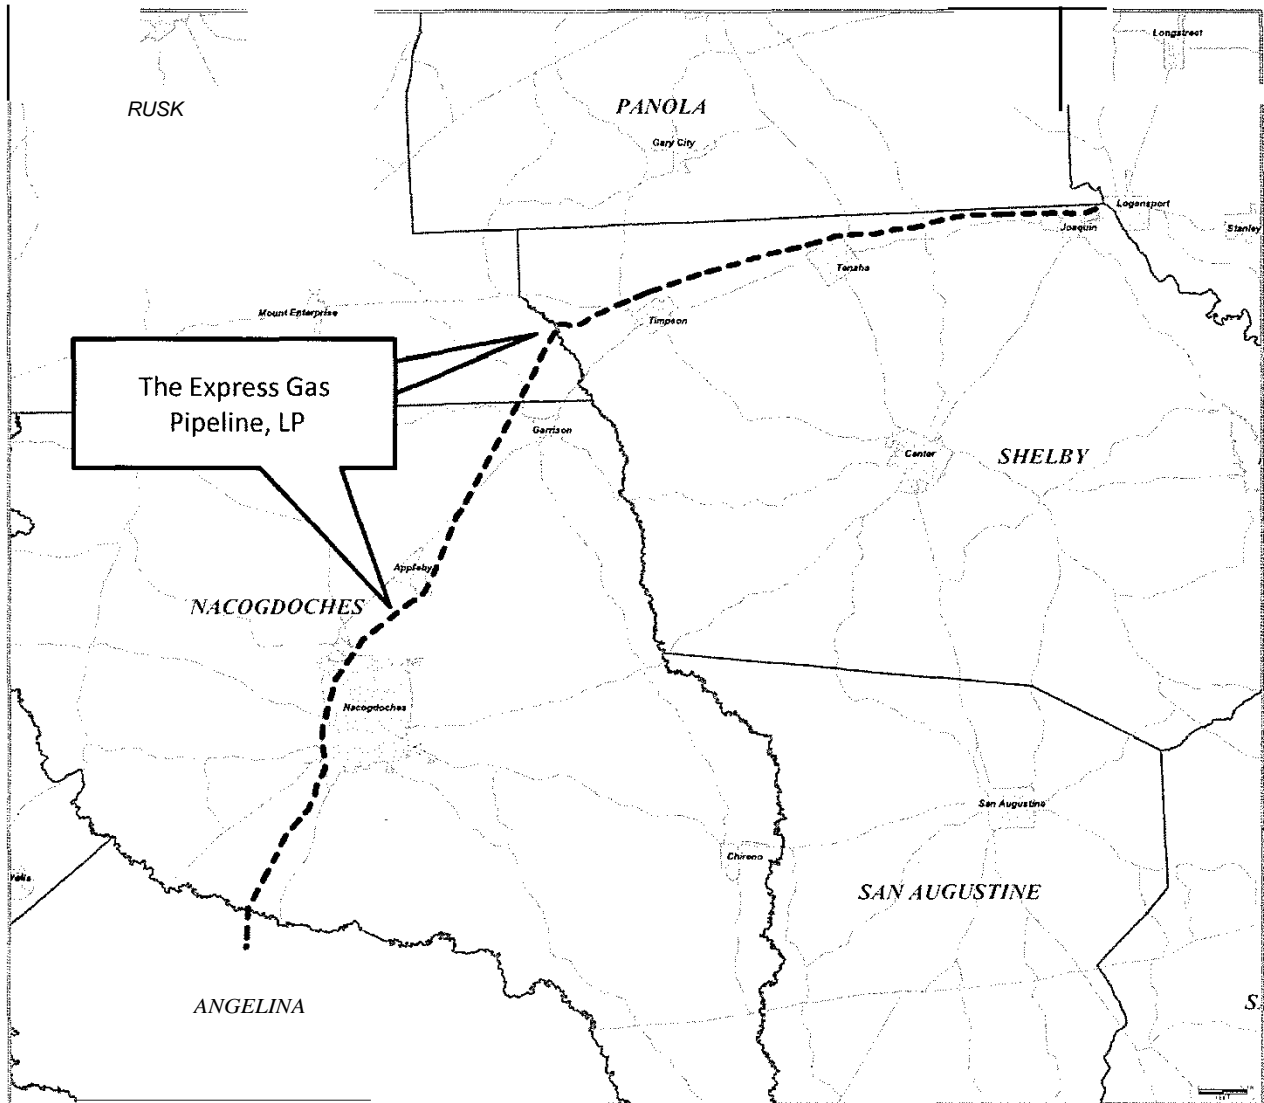 Longstreet
RUSK
PANOLA
Gary City
Logansport
Joaquin
Stanley
Tenaha
Mount Enterprise
Timpson
The Express Gas
Pipeline, LP
Garrison
Center
SHELBY
Appleby
NACOGDOCHES
Nacogdoches
San Augustine
Chireno
SAN AUGUSTINE
ANGELINA